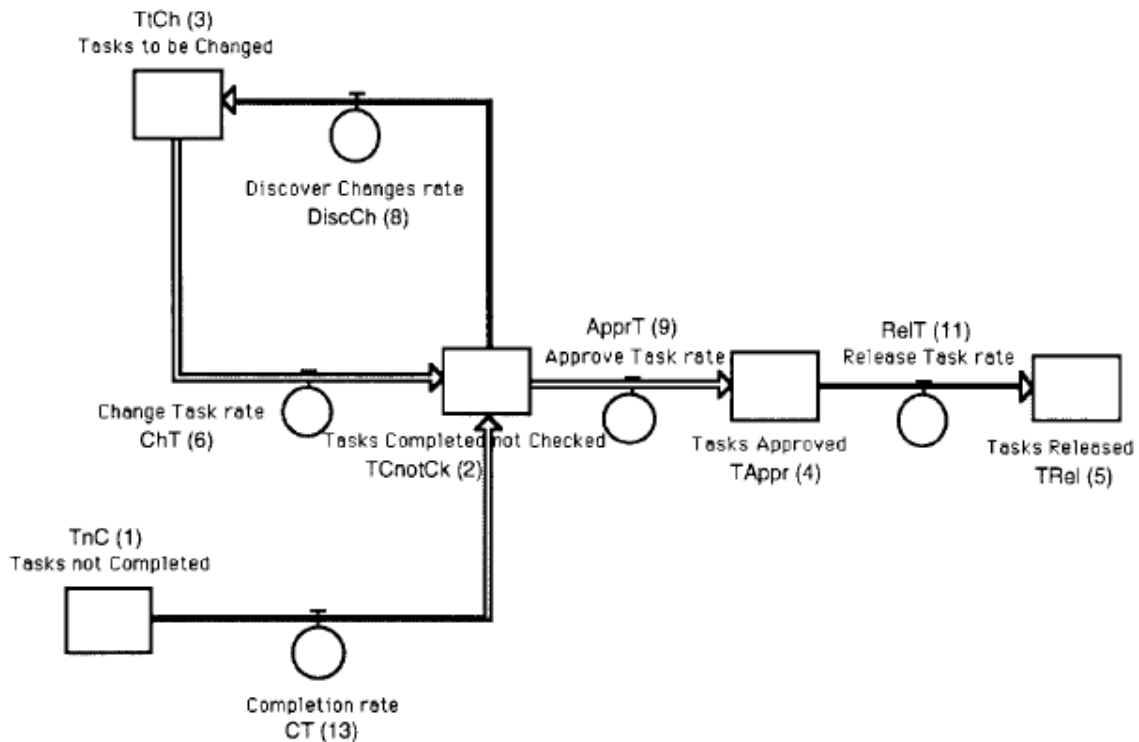 TtCh (3)
Tasks to be Changed
Discover Changes rate
DiscCh (8)
ApprT (9)
Approve Task rate
RelT (11)
Release Task rate
Change Task rate
ChT (6)
Tasks Completed not Checked
TCnotCk (2)
Tasks Approved
TAppr (4)
Tasks Released
TRel (5)
TnC (1)
Tasks not Completed
Completion rate
CT (13)